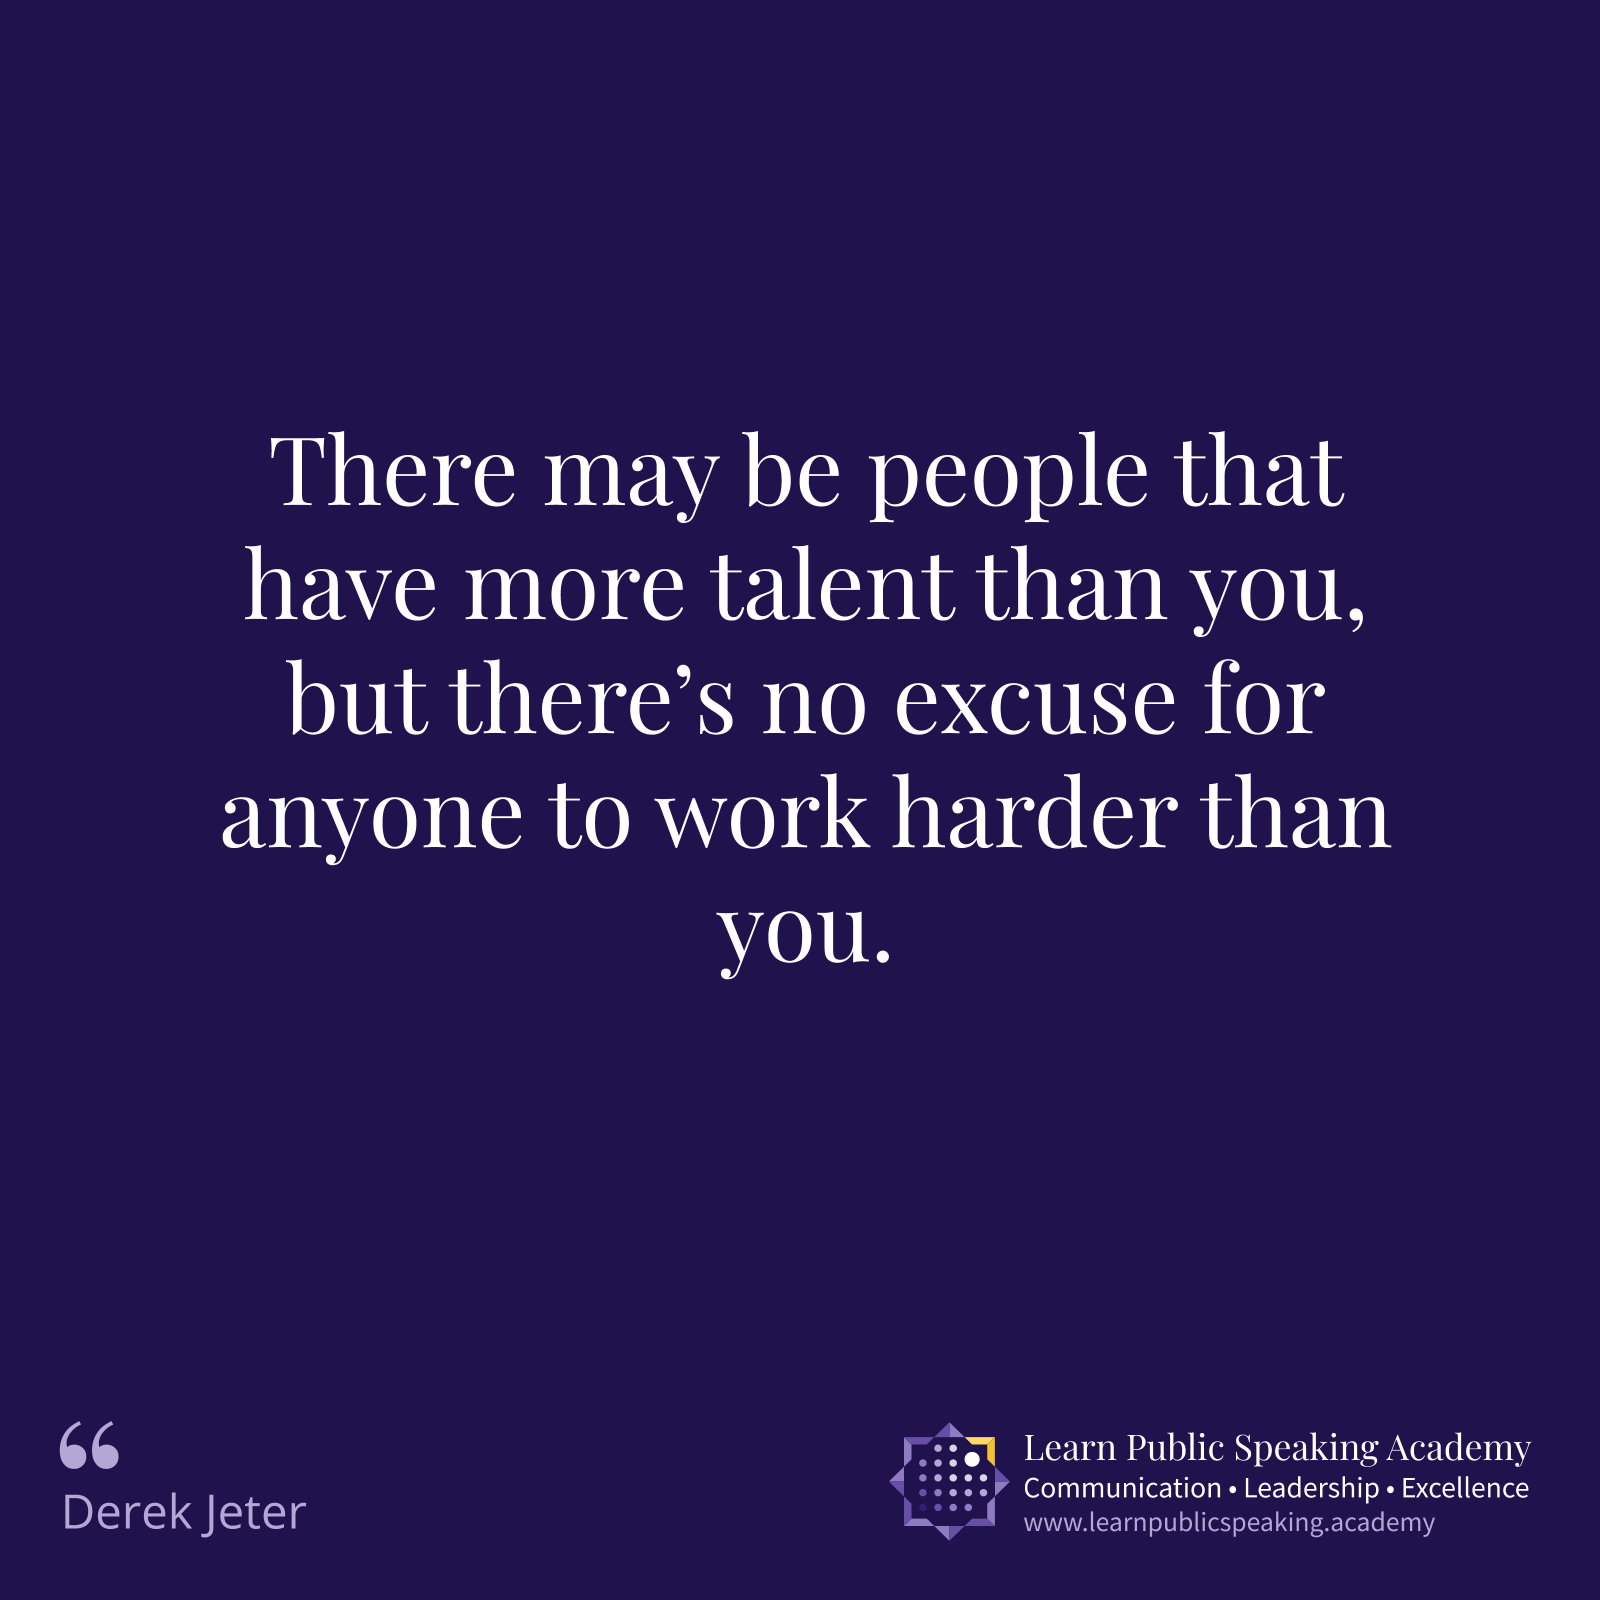 There may be people that
have more talent than you,
but there’s no excuse for
anyone to work harder than
you.
“
Derek Jeter
Learn Public Speaking Academy
Communication • Leadership • Excellence
www.learnpublicspeaking.academy